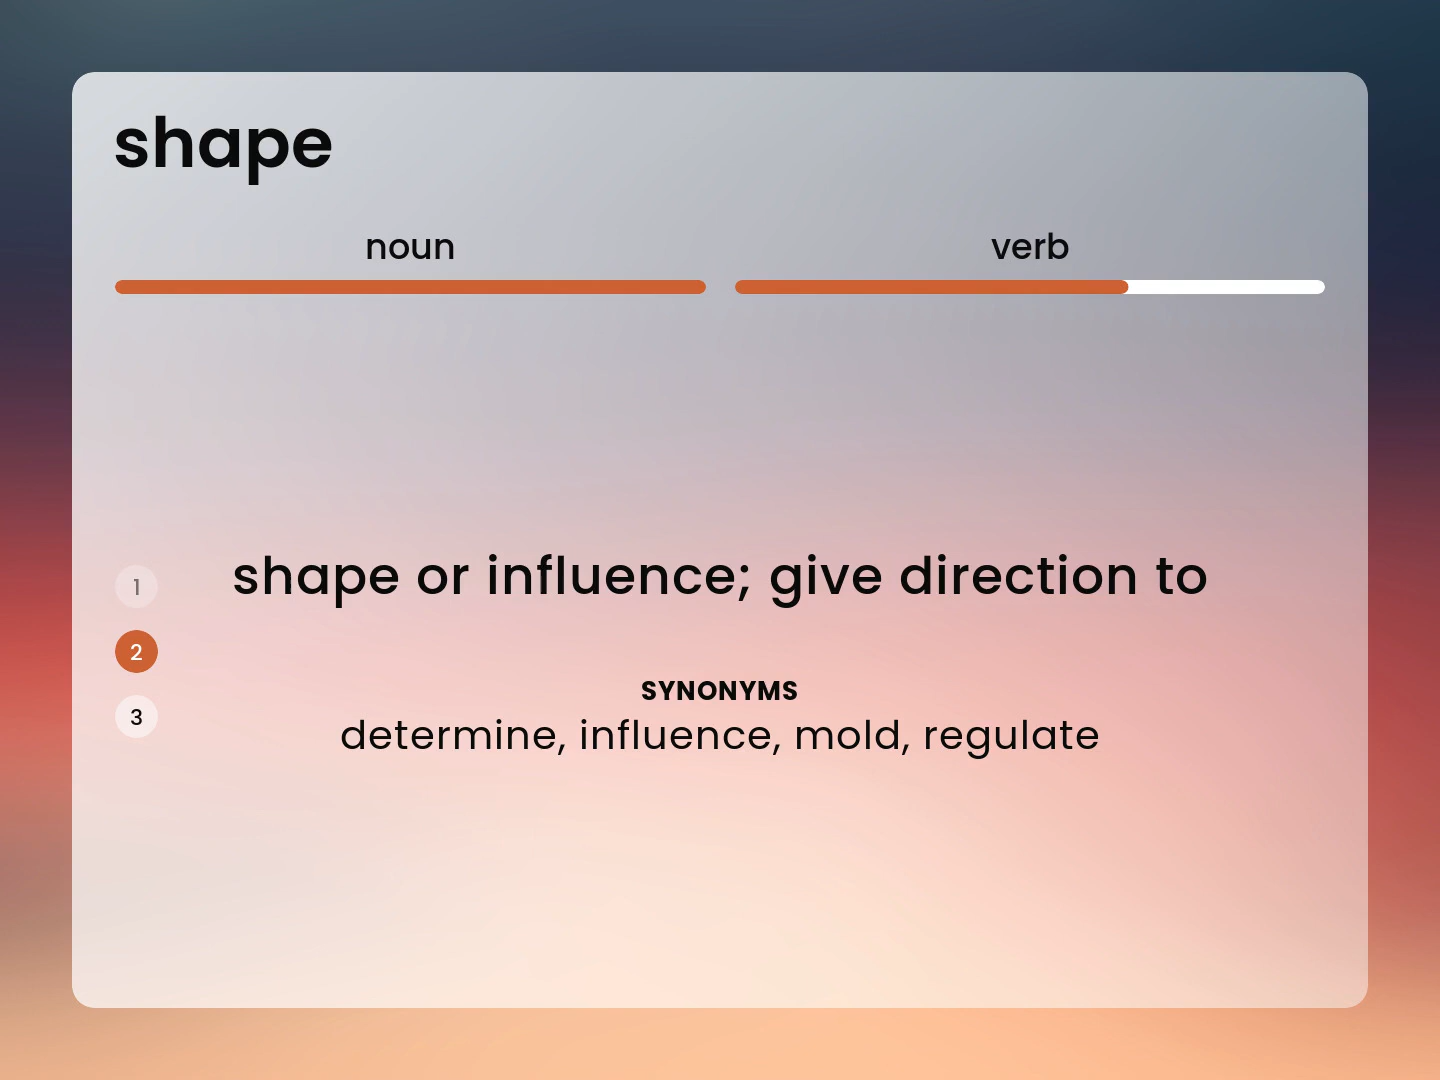 shape
noun
verb
shape or influence; give direction to
1
2
3
SYNONYMS
determine, influence, mold, regulate